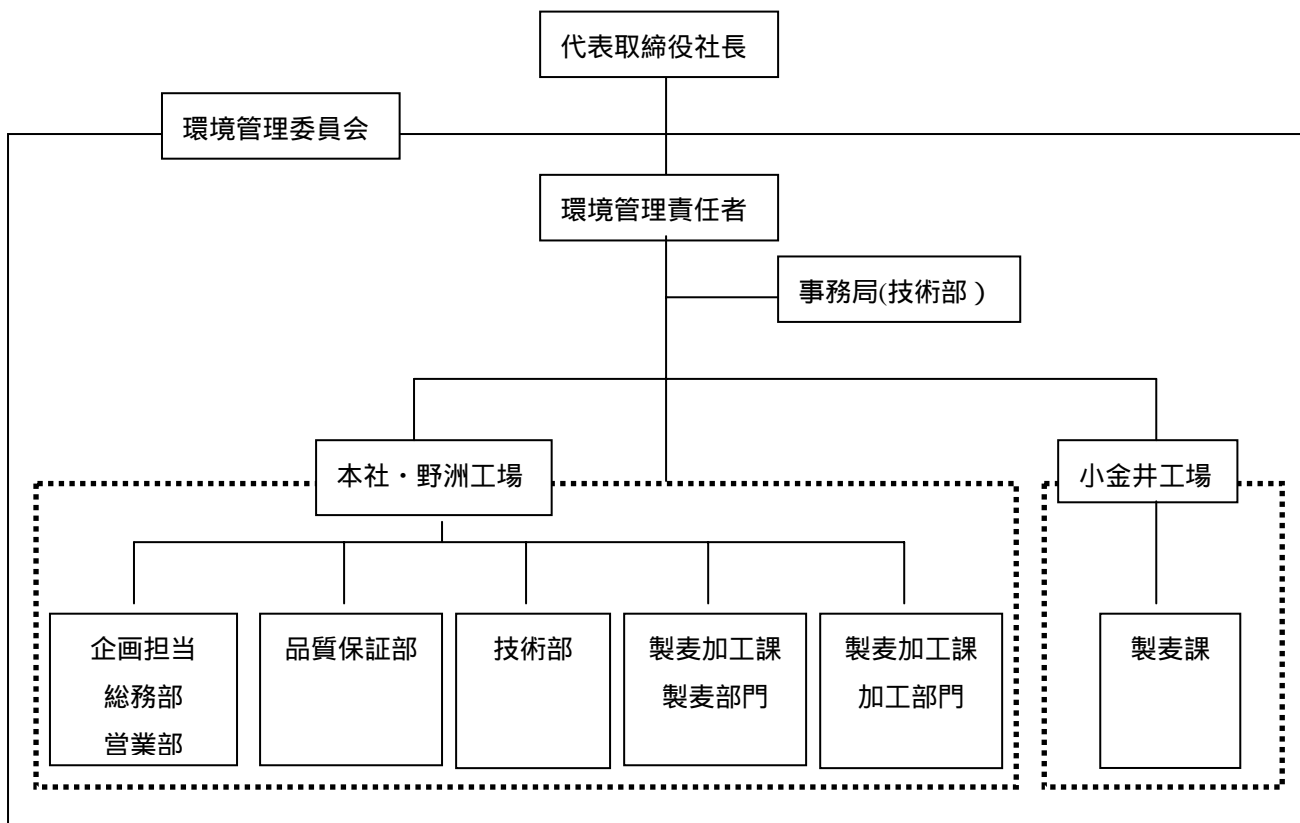 代表取締役社長
環境管理委員会
環境管理責任者
事務局(技術部）
本社・野洲工場
小金井工場
企画担当
総務部
営業部
品質保証部
技術部
製麦加工課
製麦部門
製麦加工課
加工部門
製麦課